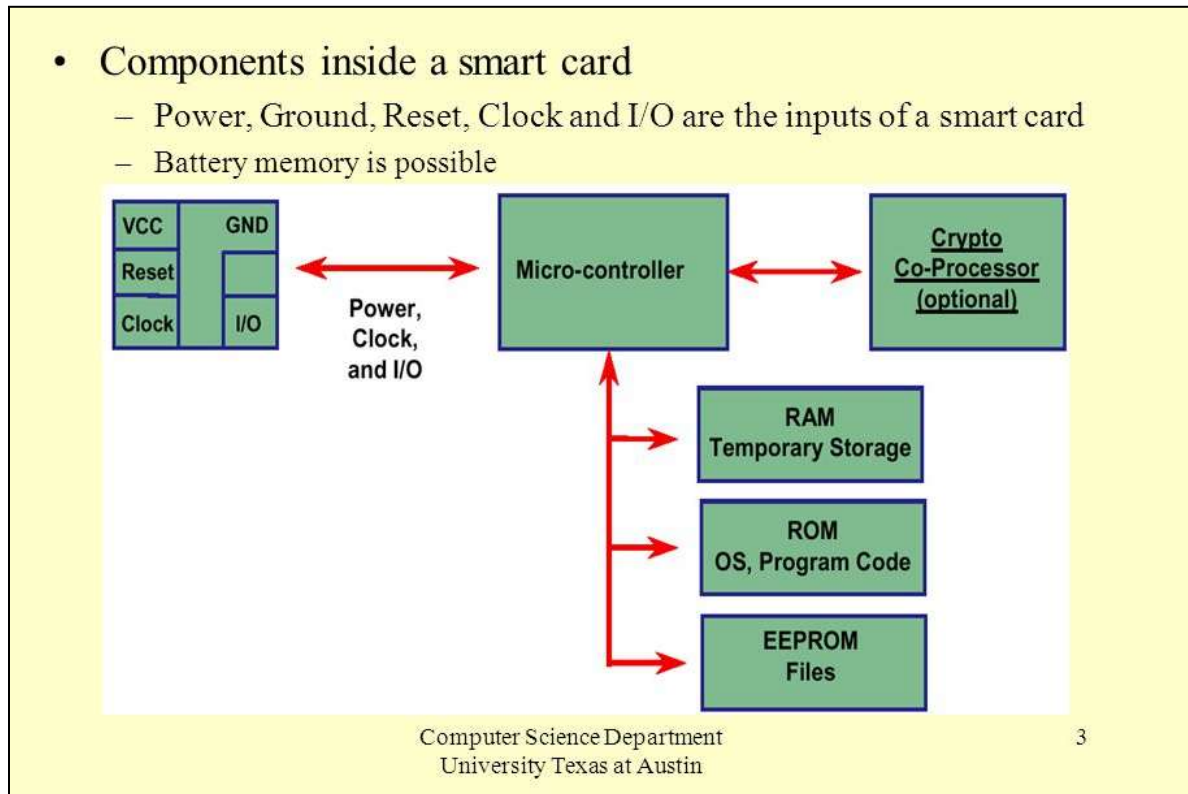 • Components inside a smart card
– Power, Ground, Reset, Clock and I/O are the inputs of a smart card
– Battery memory is possible
VCC GND
Reset
Clock I/O
Power,
Clock,
and I/O
Micro-controller
Crypto
Co-Processor
(optional)
RAM
Temporary Storage
ROM
OS, Program Code
EEPROM
Files
Computer Science Department
University Texas at Austin
3